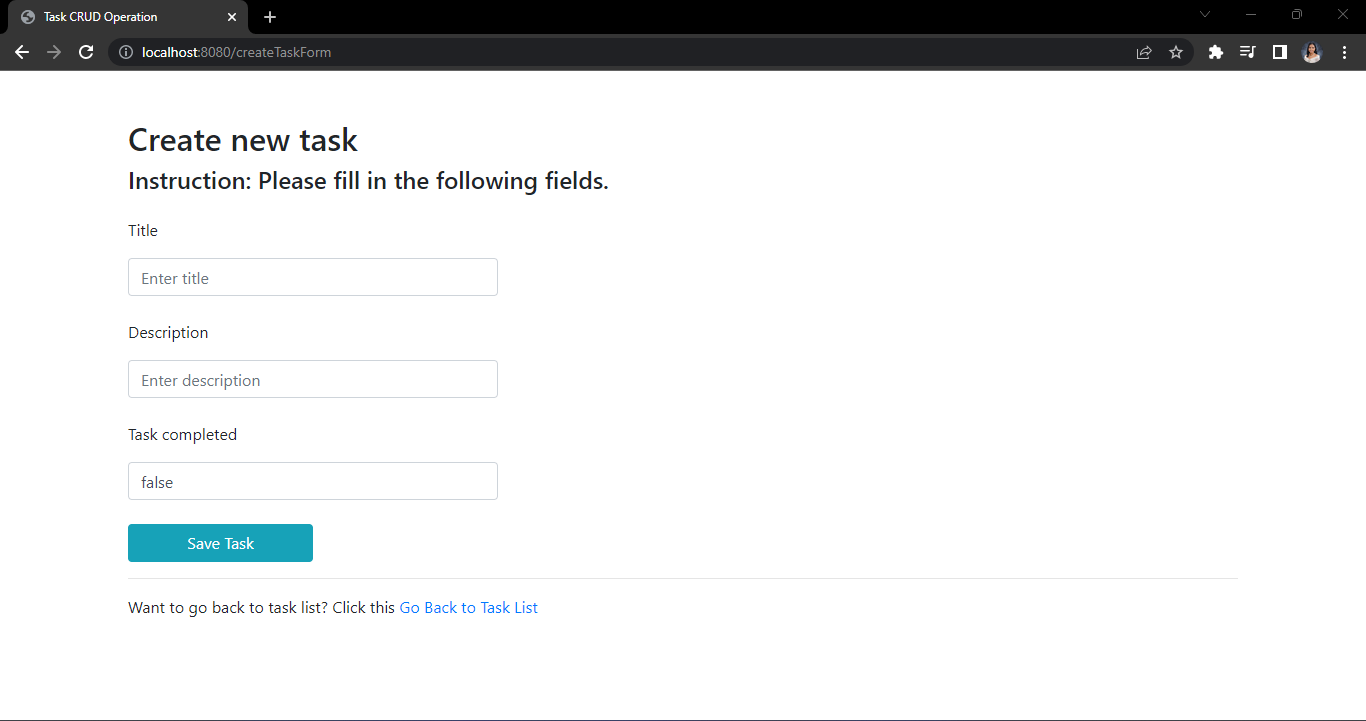 Task CRUD Operation
localhost:8080/createTaskForm
Create new task
Instruction: Please fill in the following fields.
Title
Enter title
Description
Enter description
Task completed
false
Save Task
Want to go back to task list? Click this Go Back to Task List